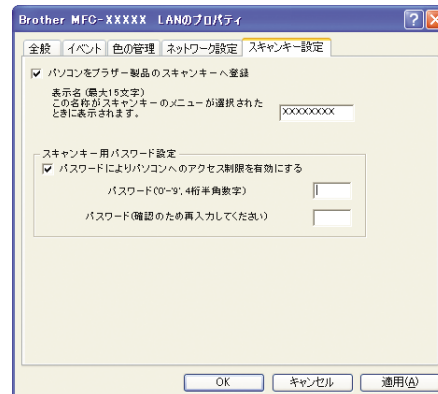 Brother MFC-XXXXX LANのプロパティ
全般 イベント 色の管理 ネットワーク設定 スキャンキー設定
パソコンをブラザー製品のスキャンキーへ登録
表示名 (最大15文字)
この名称がスキャンキーのメニューが選択された
ときに表示されます。
XXXXXXXX
スキャンキー用パスワード設定
パスワードによりパソコンへのアクセス制限を有効にする
パスワード('0'-'9', 4桁半角数字)
パスワード(確認のため再入力してください)
OK キャンセル 適用(A)